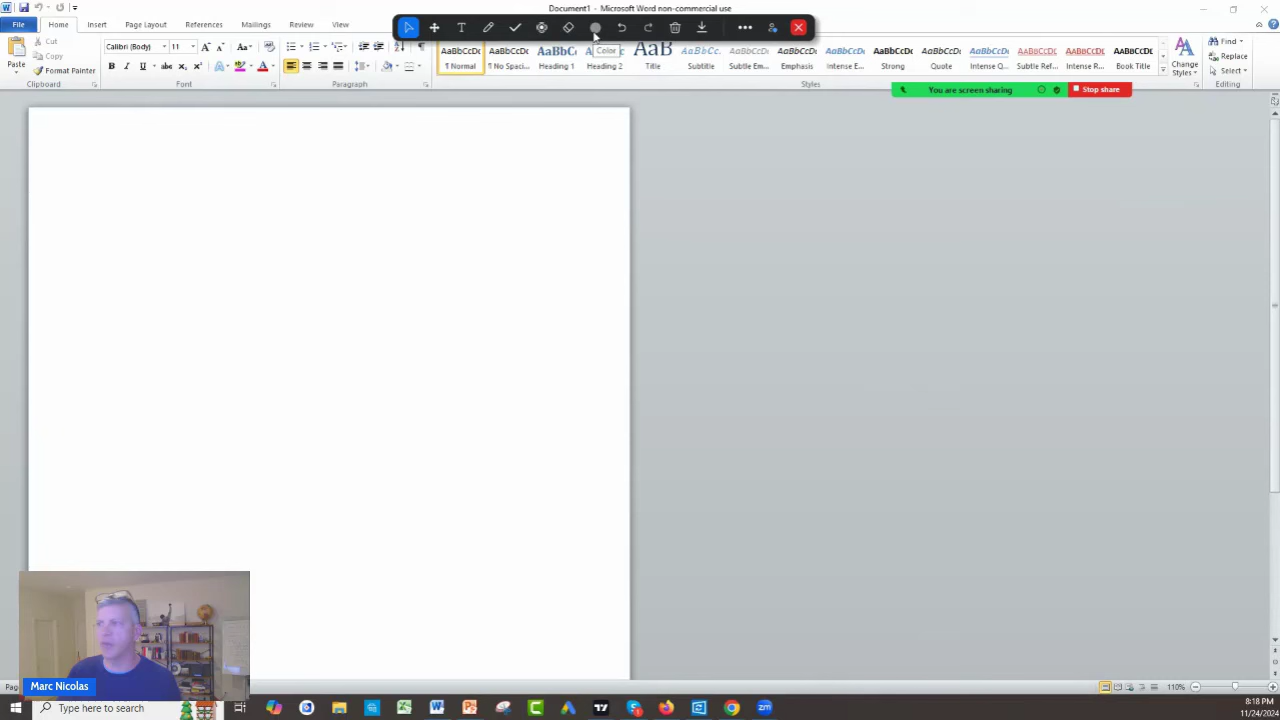 Document1 - Microsoft Word non-commercial use
File
Home
Insert
Page Layout
References
Mailings
Review
View
Paste
Cut
Copy
Format Painter
Clipboard
Calibri (Body)
11
Font
Paragraph
AaBbCcDc
AaBbCcDc
AaBbC
AaB
AaBbCc.
AaBbCcDc
AaBbCcDc
AaBbCcDc
AaBbCcDc
AaBbCcDc
AaBbCcDc
AaBbCcDc
AaBbCcDc
AaBbCcDc
Color
¶ Normal
¶ No Spaci...
Heading 1
Heading 2
Title
Subtitle
Subtle Em...
Emphasis
Intense E...
Strong
Quote
Intense Q...
Subtle Ref...
Intense R...
Book Title
Styles
Change
Styles
Find
Replace
Select
Editing
You are screen sharing
Stop share
Marc Nicolas
110%
Type here to search
8:18 PM
11/24/2024